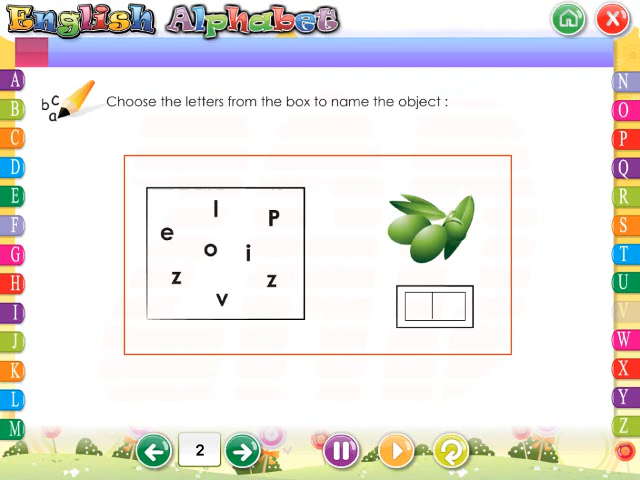 English Alphabet
A
B
C
D
E
F
G
H
I
J
K
L
M
N
O
P
Q
R
S
T
U
V
W
X
Y
Z
b c
a
Choose the letters from the box to name the object :
l P
e
o i
z z
v
2